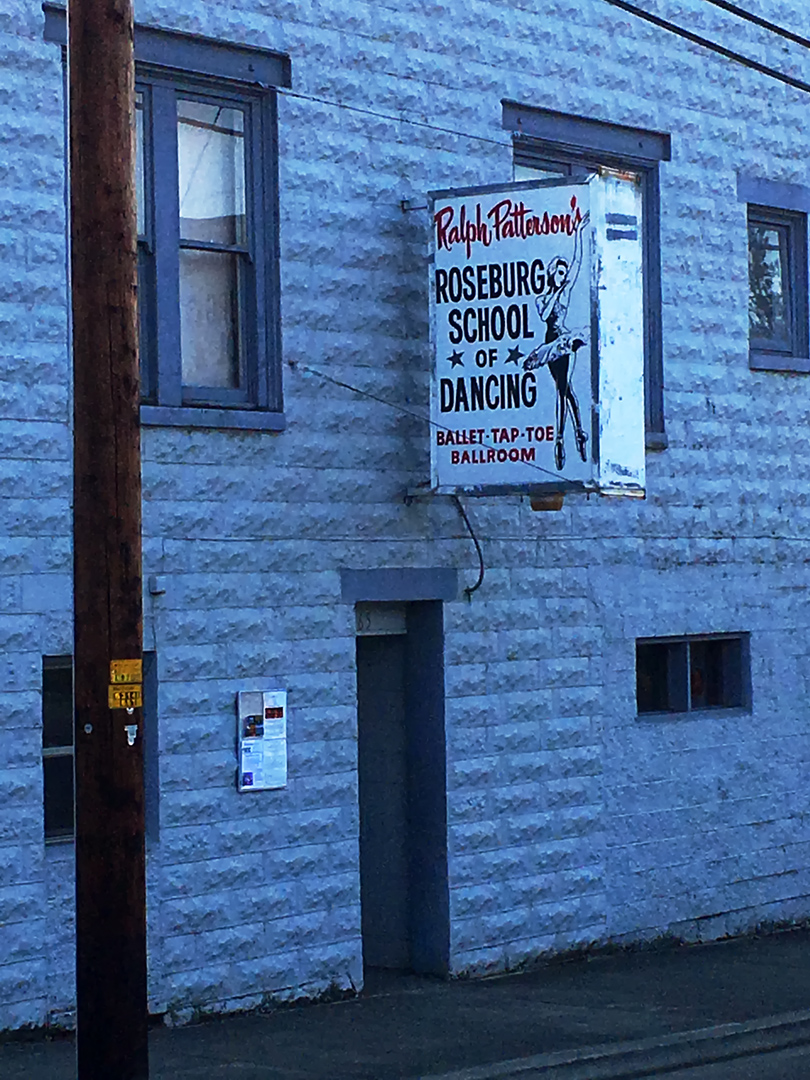 Ralph Patterson's
ROSEBURG
SCHOOL
OF
DANCING
BALLET-TAP-TOE
BALLROOM